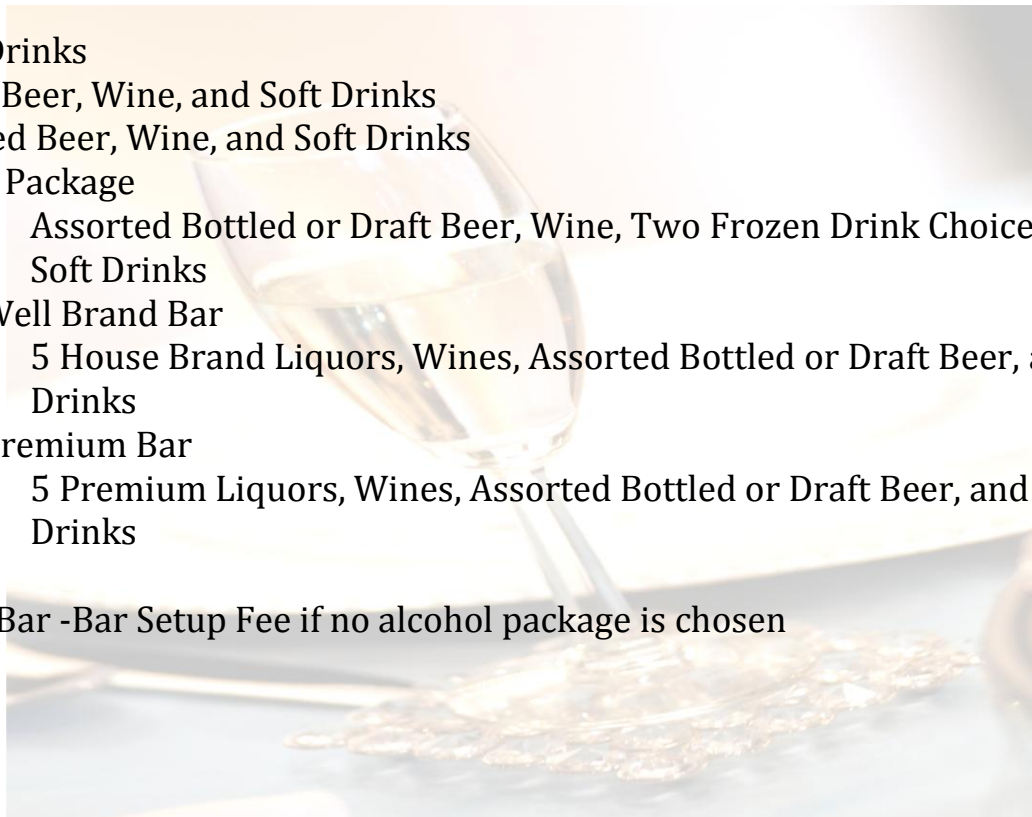 Drinks
Beer, Wine, and Soft Drinks
ed Beer, Wine, and Soft Drinks
Package
Assorted Bottled or Draft Beer, Wine, Two Frozen Drink Choice
Soft Drinks
Well Brand Bar
5 House Brand Liquors, Wines, Assorted Bottled or Draft Beer, a
Drinks
remium Bar
5 Premium Liquors, Wines, Assorted Bottled or Draft Beer, and
Drinks
Bar -Bar Setup Fee if no alcohol package is chosen